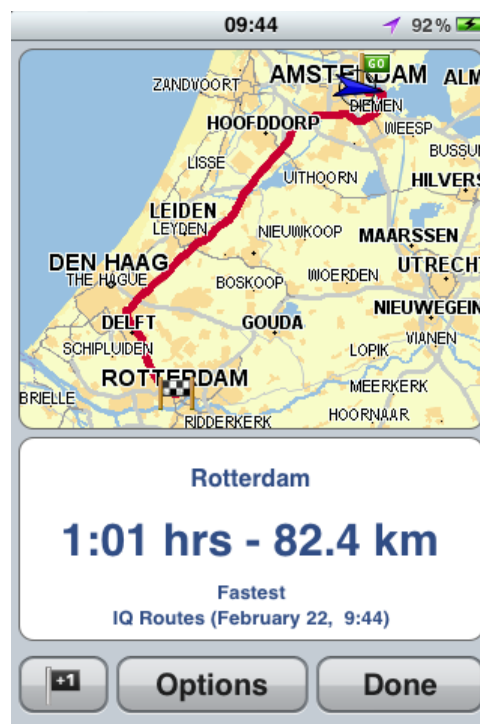 09:44
92%
GO
AMSTERDAM
ALM
ZANDVOORT
DIEMEN
HOOFDDORP
WEESP
BUSSU
LISSE
UITHOORN
HILVERS
LEIDEN
LEYDEN
NIEUWKOOP
MAARSSEN
DEN HAAG
THE HAGUE
BOSKOOP
WOERDEN
UTRECHT
DELFT
GOUDA
NIEUWEGEIN
SCHIPLUIDEN
LOPIK
VIANEN
ROTTERDAM
MEERKERK
BRIELLE
RIDDERKERK
HOORNAAR
Rotterdam
1:01 hrs - 82.4 km
Fastest
IQ Routes (February 22, 9:44)
+1
Options
Done